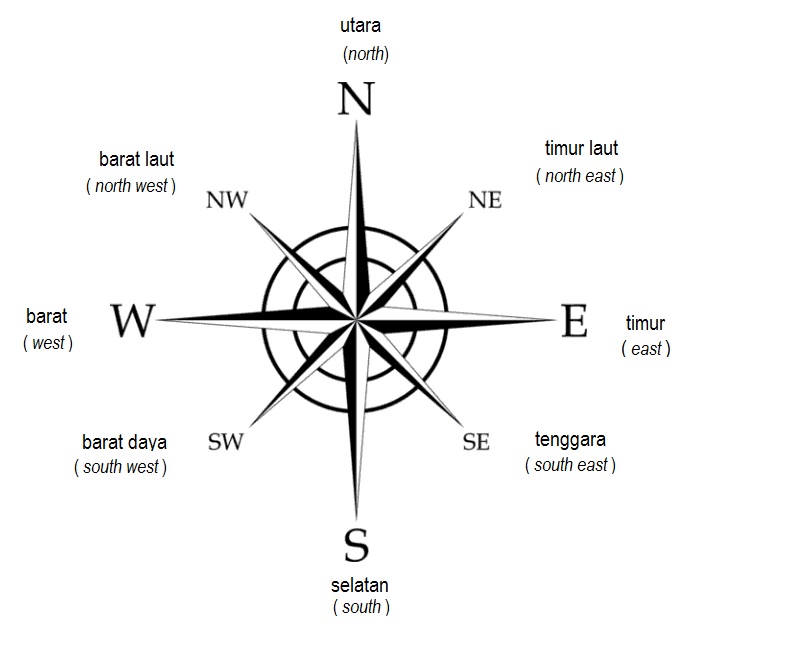 utara
(north)
N
barat laut
( north west )
timur laut
( north east )
NW
NE
barat
( west )
W
E
timur
( east )
barat daya
( south west )
SW
SE
tenggara
( south east )
S
selatan
( south )